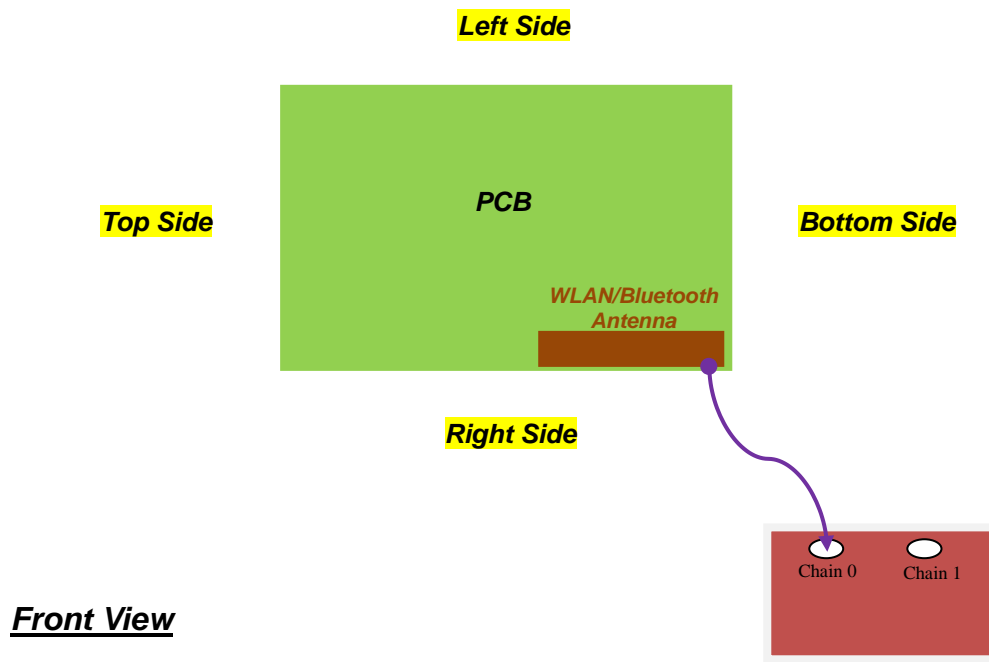 Left Side
PCB
Top Side
Bottom Side
WLAN/Bluetooth
Antenna
Right Side
Chain 0
Chain 1
Front View